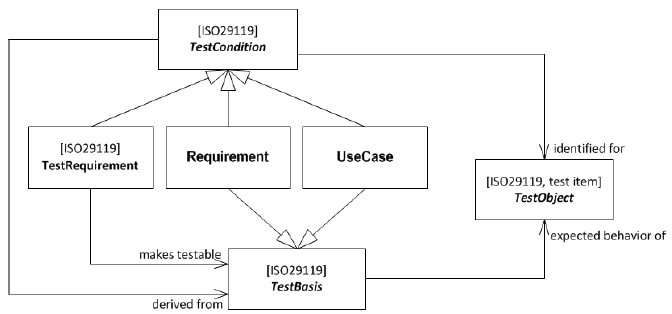 [ISO29119]
TestCondition
[ISO29119]
TestRequirement
Requirement
UseCase
identified for
[ISO29119, test item]
TestObject
expected behavior of
makes testable
[ISO29119]
TestBasis
derived from